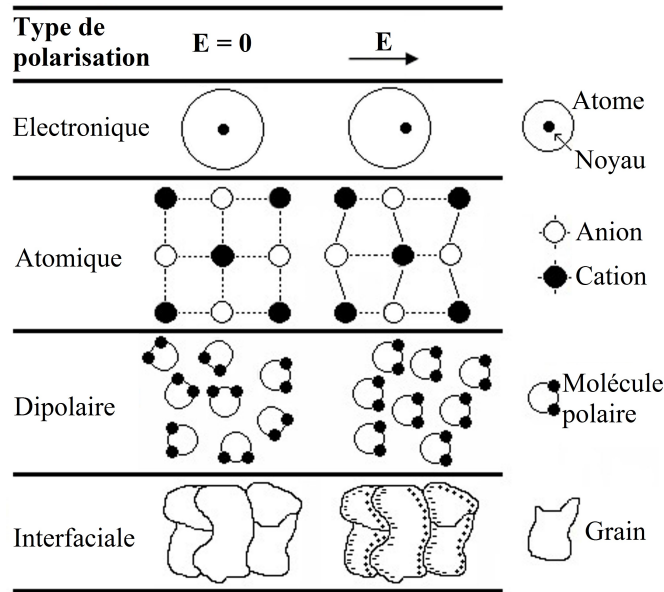 Type de
polarisation
E = 0
E
Electronique
Atome
Noyau
Atomique
Anion
Cation
Dipolaire
Molécule
polaire
Interfaciale
Grain